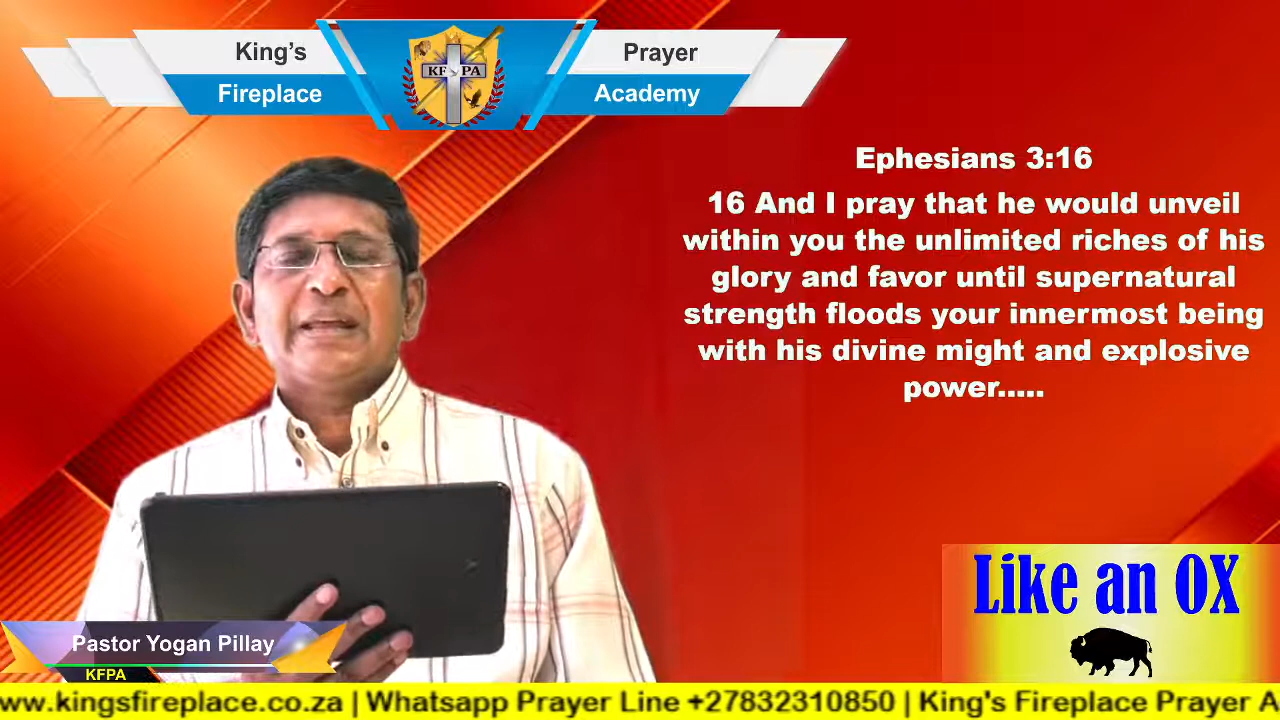 King's
Prayer
Fireplace
Academy
KF PA
Ephesians 3:16
16 And I pray that he would unveil
within you the unlimited riches of his
glory and favor until supernatural
strength floods your innermost being
with his divine might and explosive
power.....
Like an OX
Pastor Yogan Pillay
KFPA
ww.kingsfireplace.co.za | Whatsapp Prayer Line +27832310850 | King's Fireplace Prayer A